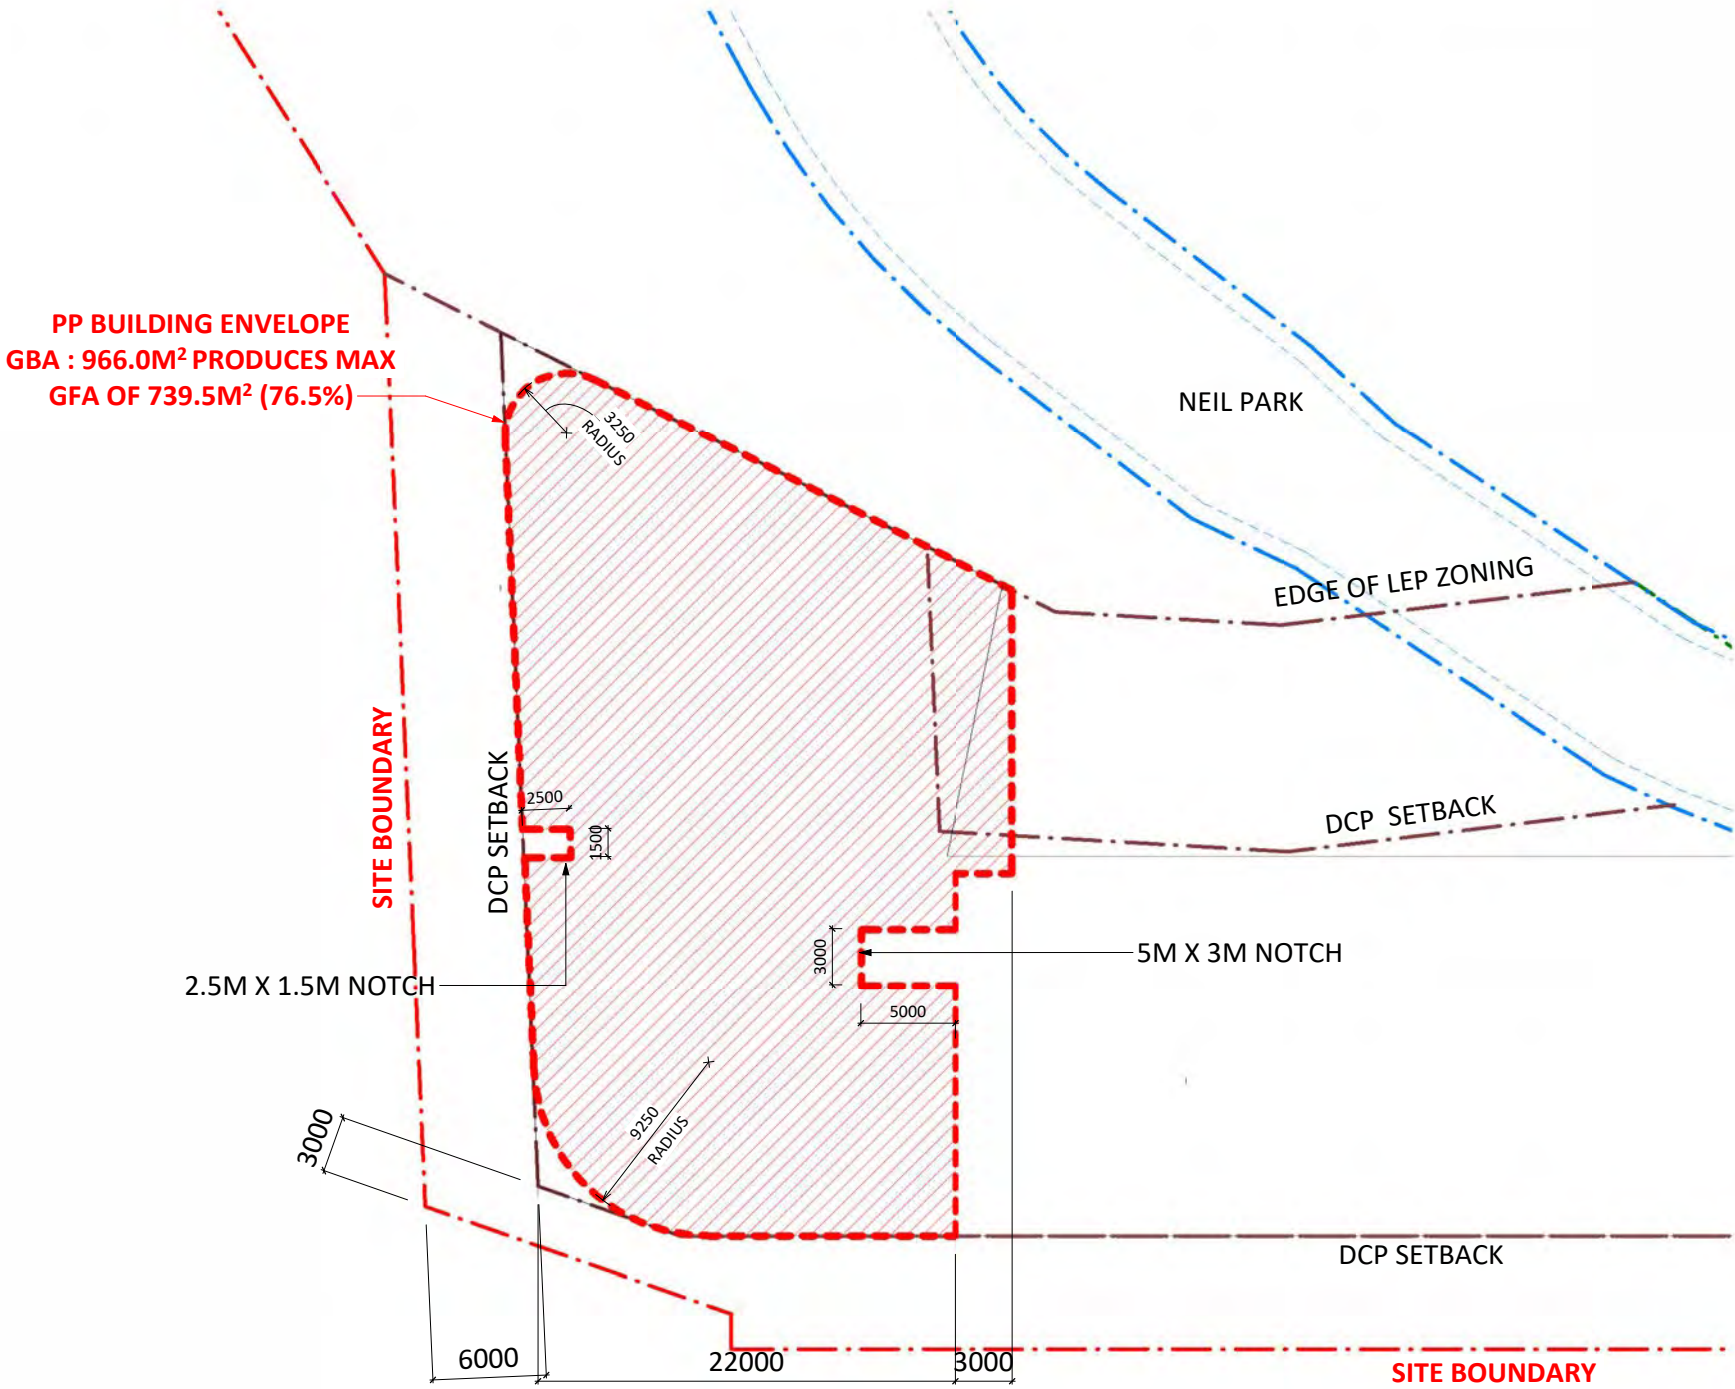 PP BUILDING ENVELOPE
GBA : 966.0M² PRODUCES MAX
GFA OF 739.5M² (76.5%)
3250
RADIUS
NEIL PARK
EDGE OF LEP ZONING
SITE BOUNDARY
DCP SETBACK
2500
1500
DCP  SETBACK
3000
5M X 3M NOTCH
2.5M X 1.5M NOTCH
5000
9250
RADIUS
3000
DCP SETBACK
6000
22000
3000
SITE BOUNDARY